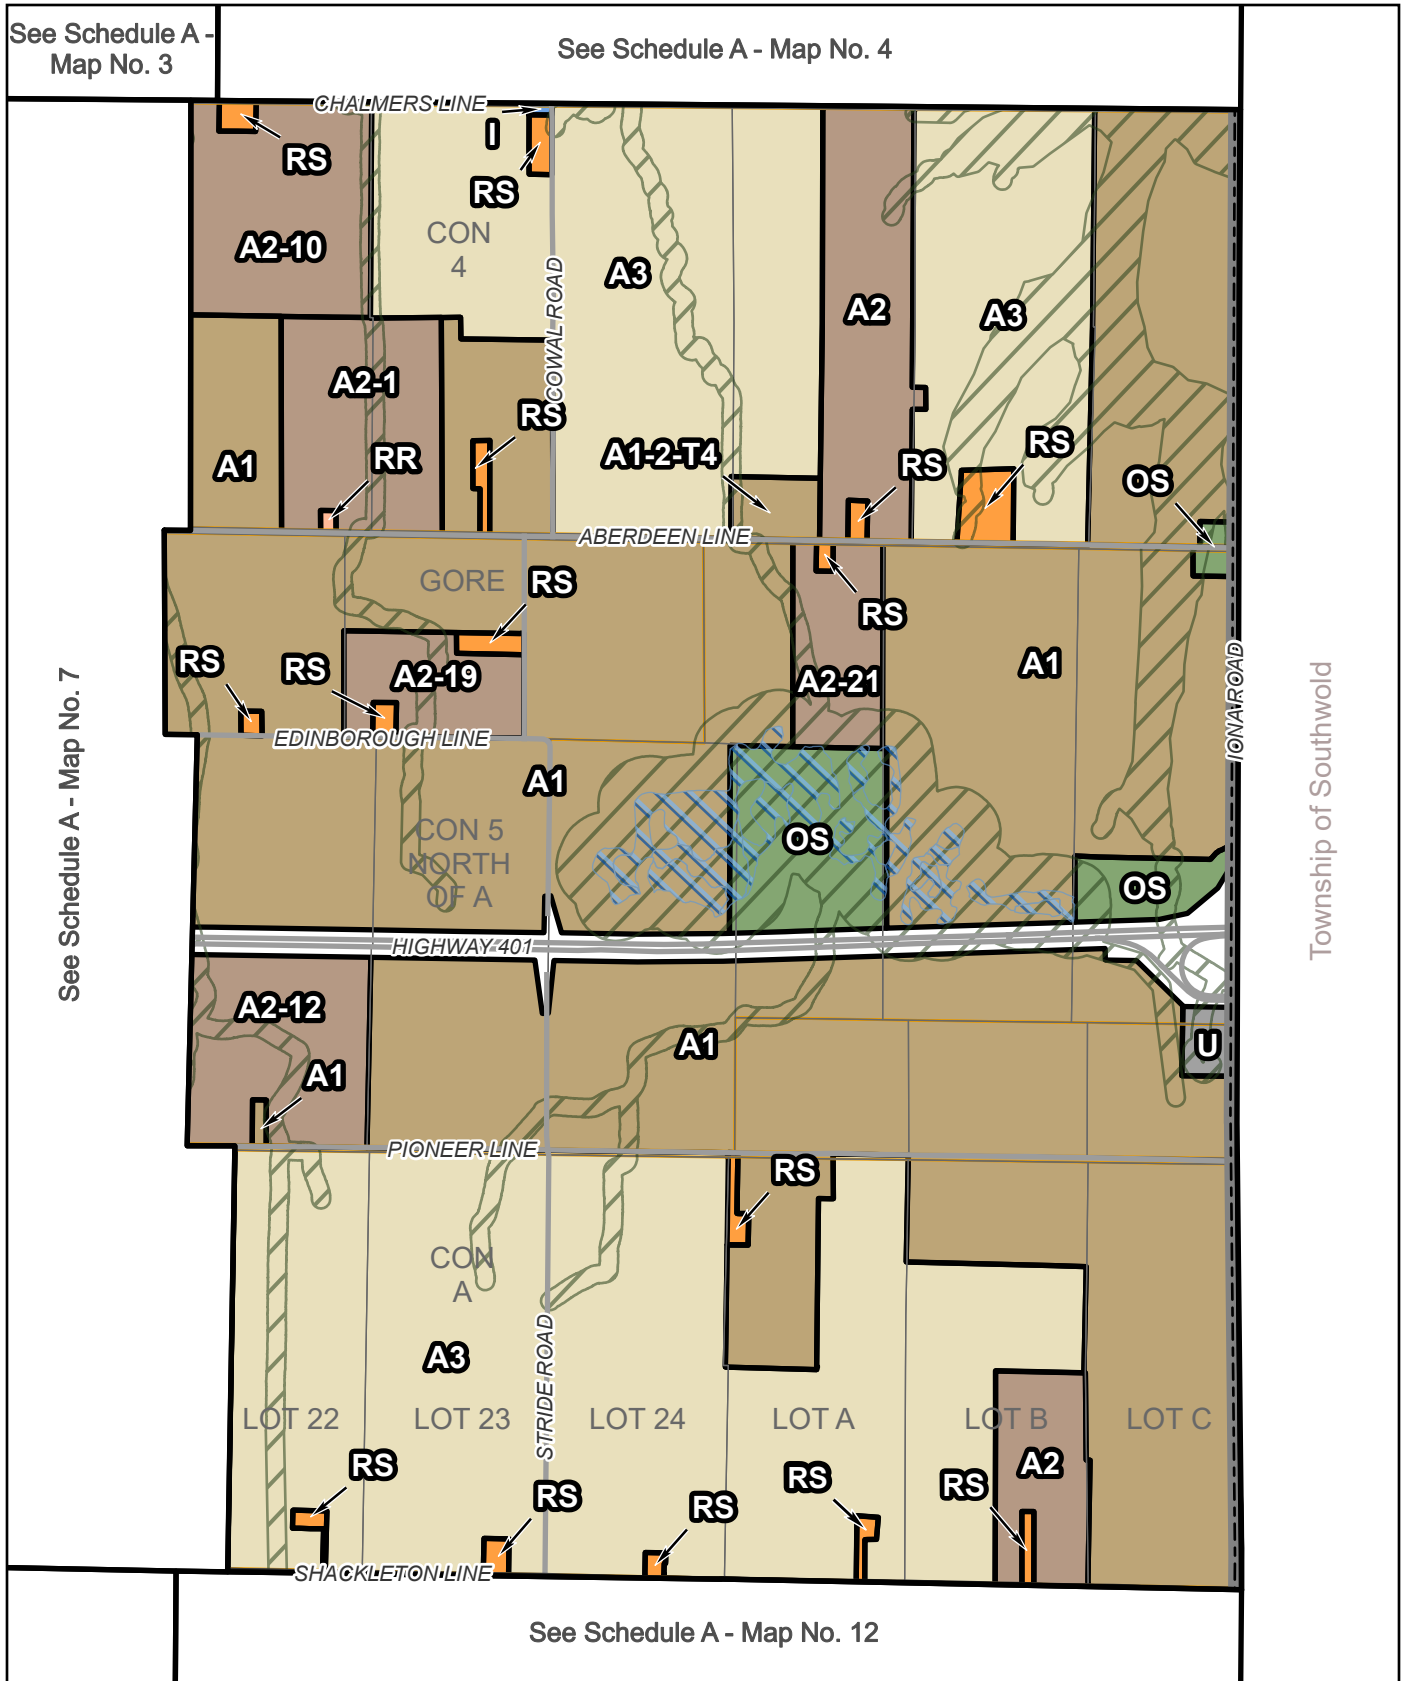 See Schedule A -
Map No. 3
See Schedule A - Map No. 4
CHALMERS LINE
I
RS
RS
CON
4
A2-10
COWAL ROAD
A3
A2
A3
A2-1
RS
A1
RR
A1-2-T4
RS
RS
OS
ABERDEEN LINE
GORE
RS
RS
RS
RS
A2-19
A2-21
A1
IONA ROAD
EDINBOROUGH LINE
A1
CON 5
NORTH
OF A
OS
OS
HIGHWAY 401
See Schedule A - Map No. 7
Township of Southwold
A2-12
A1
A1
U
PIONEER LINE
RS
CON
A
A3
STRIDE ROAD
LOT 22
LOT 23
LOT 24
LOT A
LOT B
LOT C
A2
RS
RS
RS
RS
RS
SHACKLETON LINE
See Schedule A - Map No. 12